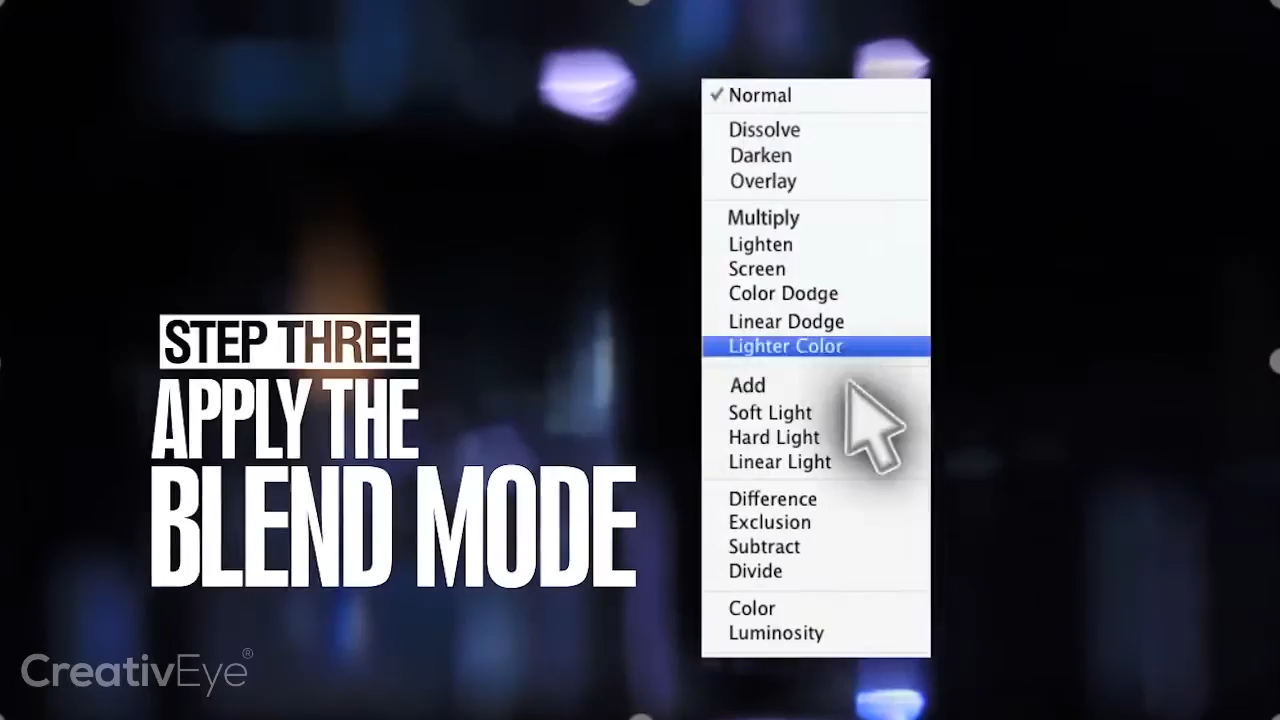 STEP THREE
APPLY THE
BLEND MODE
Normal
Dissolve
Darken
Overlay
Multiply
Lighten
Screen
Color Dodge
Linear Dodge
Lighter Color
Add
Soft Light
Hard Light
Linear Light
Difference
Exclusion
Subtract
Divide
Color
Luminosity
CreativEye®